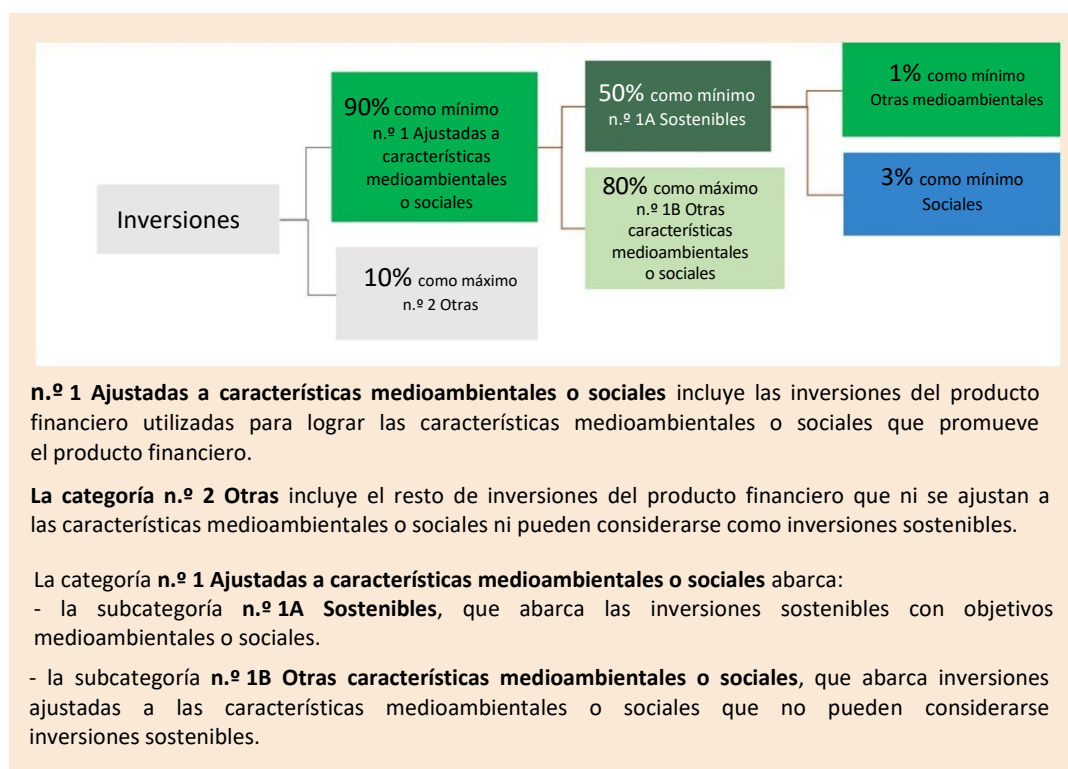 Inversiones
90% como mínimo
n.º 1 Ajustadas a
características
medioambientales
o sociales
10% como máximo
n.º 2 Otras
50% como mínimo
n.º 1A Sostenibles
80% como máximo
n.º 1B Otras
características
medioambientales
o sociales
1% como mínimo
Otras medioambientales
3% como mínimo
Sociales
n.º 1 Ajustadas a características medioambientales o sociales incluye las inversiones del producto
financiero utilizadas para lograr las características medioambientales o sociales que promueve
el producto financiero.
La categoría n.º 2 Otras incluye el resto de inversiones del producto financiero que ni se ajustan a
las características medioambientales o sociales ni pueden considerarse como inversiones sostenibles.
La categoría n.º 1 Ajustadas a características medioambientales o sociales abarca:
- la subcategoría n.º 1A Sostenibles, que abarca las inversiones sostenibles con objetivos
medioambientales o sociales.
- la subcategoría n.º 1B Otras características medioambientales o sociales, que abarca inversiones
ajustadas a las características medioambientales o sociales que no pueden considerarse
inversiones sostenibles.